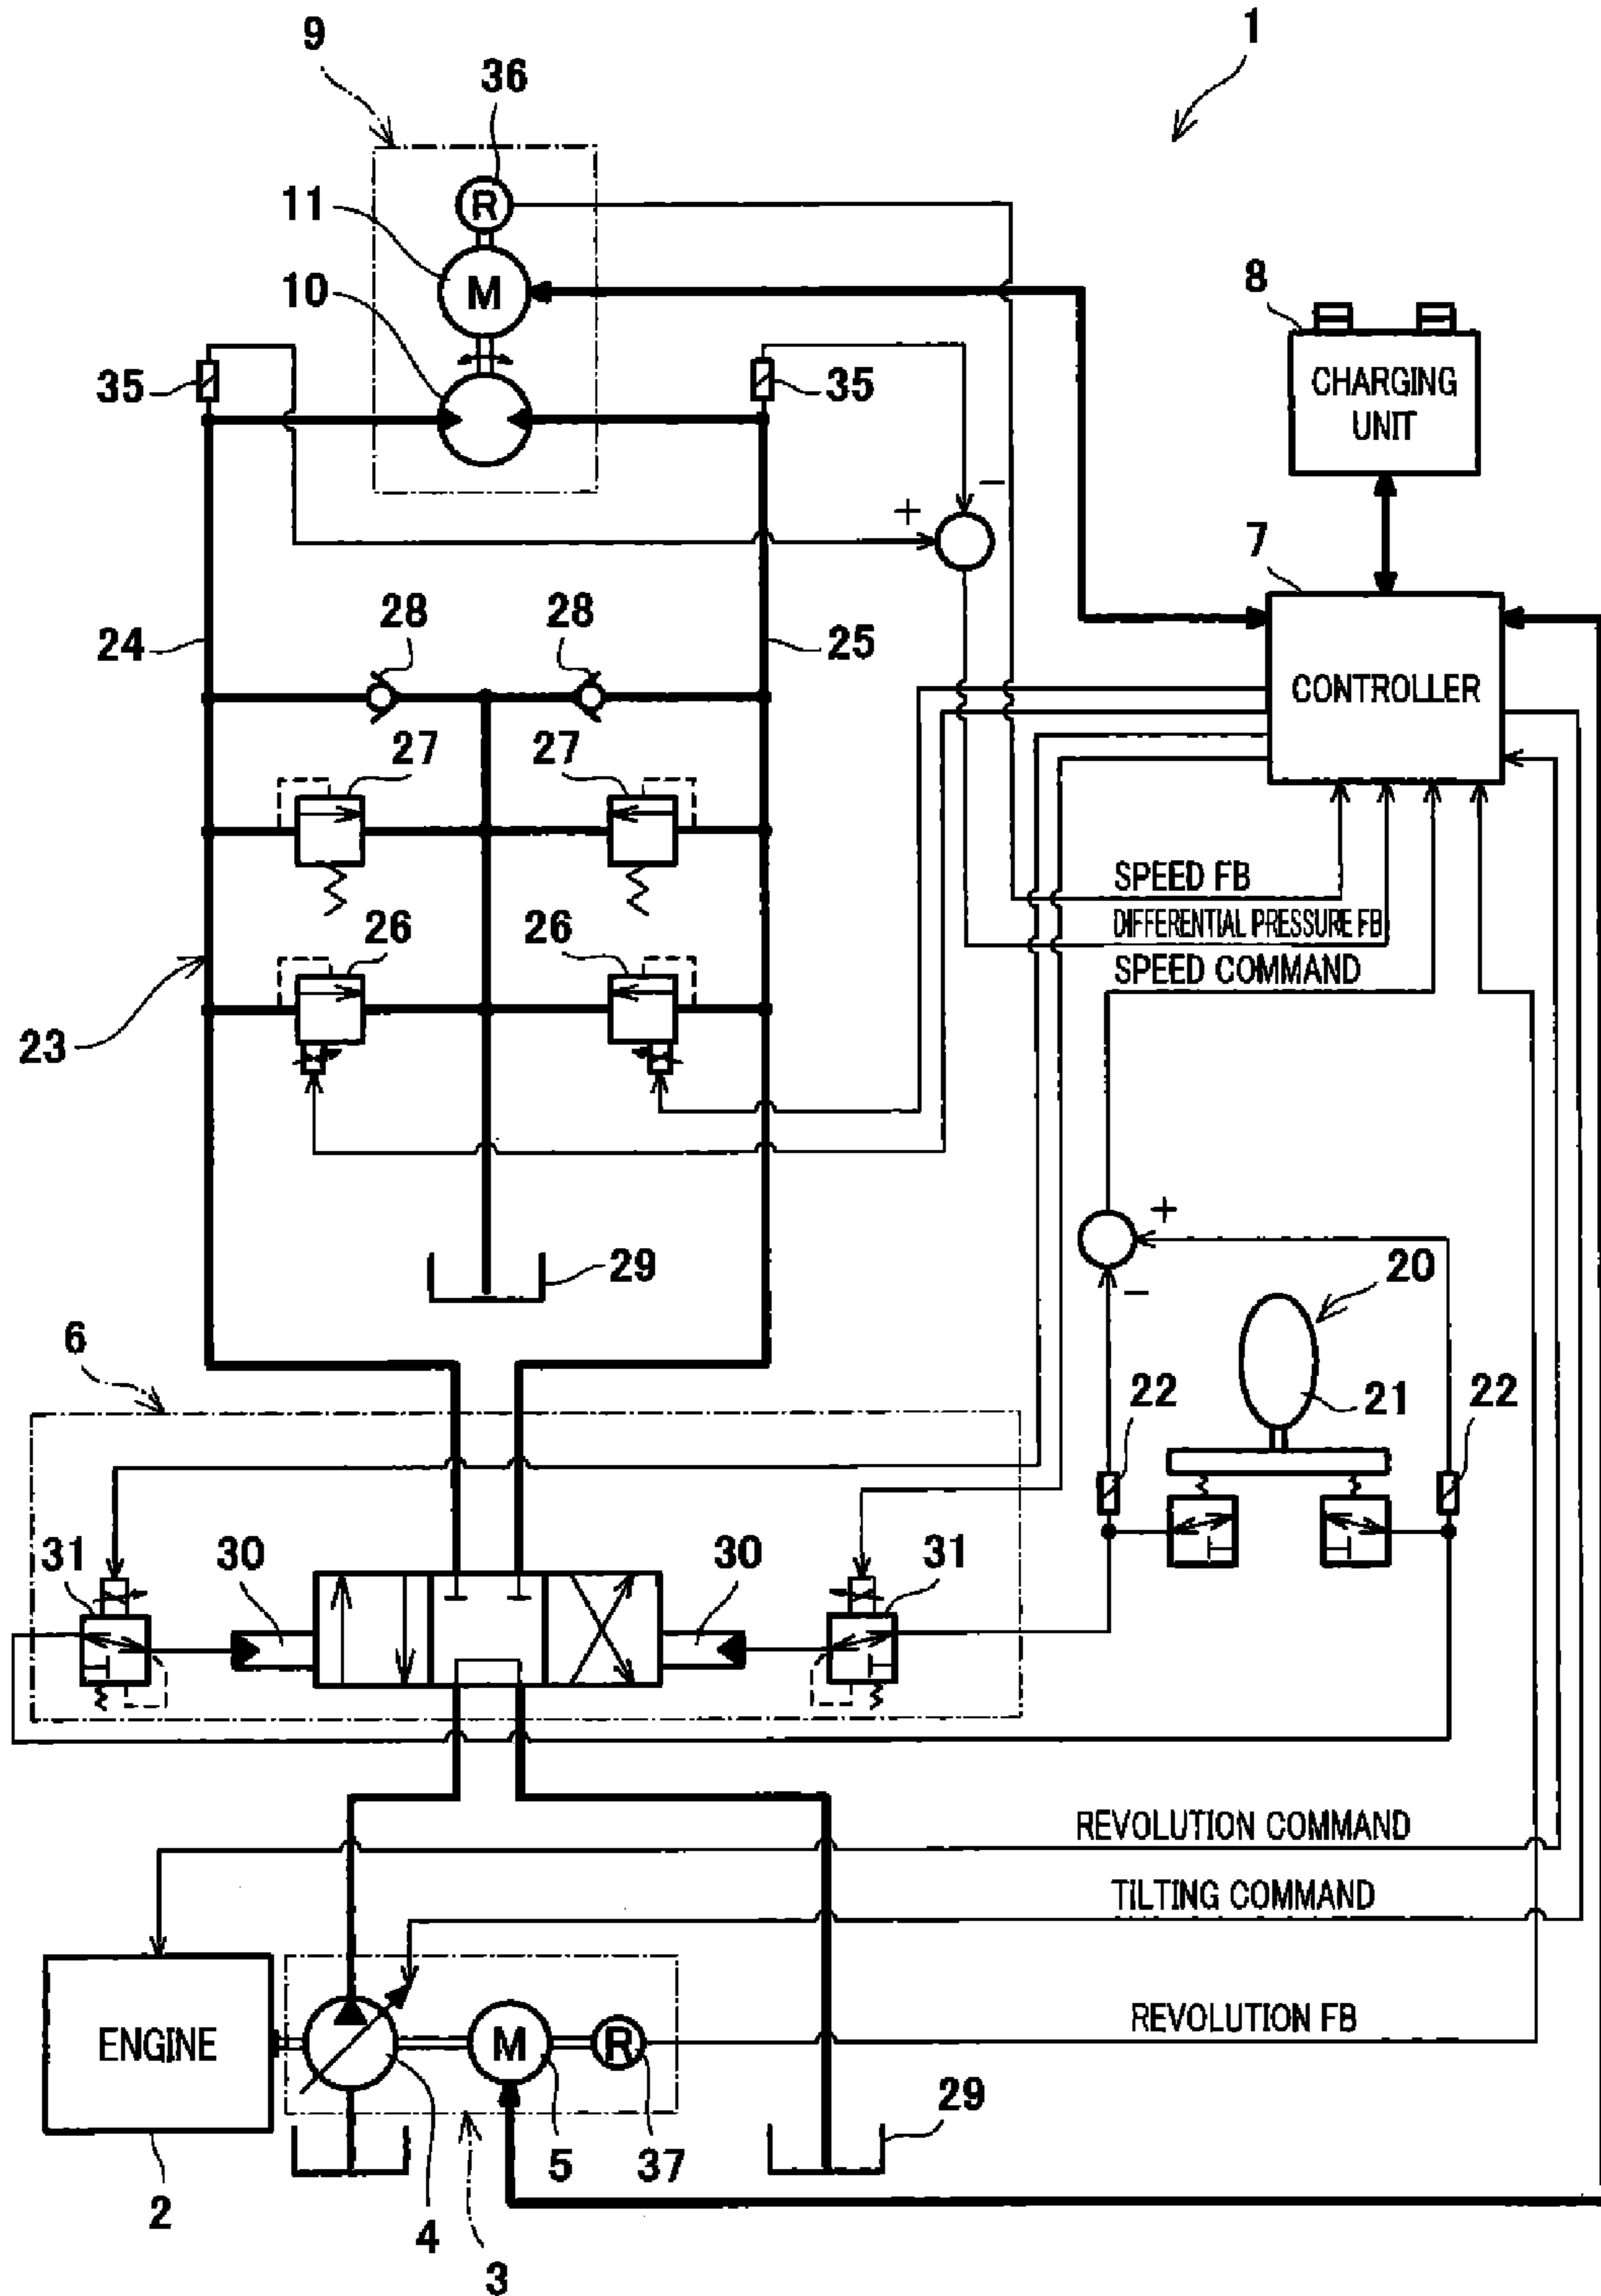 9
1
36
R
11
M
10
8
35
35
CHARGING
UNIT
−
+
7
28
28
24
25
CONTROLLER
27
27
SPEED FB
26
26
DIFFERENTIAL PRESSURE FB
SPEED COMMAND
23
+
29
20
−
6
22
21
22
31
30
30
31
REVOLUTION COMMAND
TILTING COMMAND
ENGINE
M
R
REVOLUTION FB
29
2
4
5
37
3